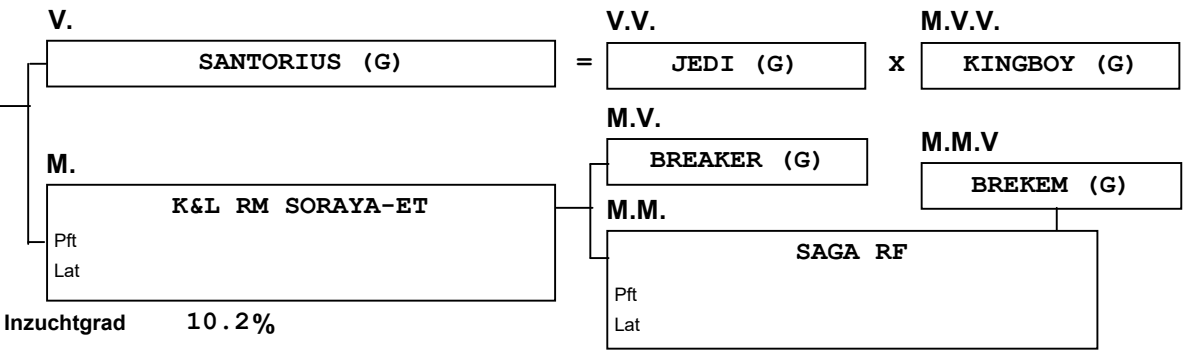 V. V.V. M.V.V.
SANTORIUS (G) = JEDI (G) X KINGBOY (G)
M.V.
M. BREAKER (G) M.M.V
BREKEM (G)
K&L RM SORAYA-ET M.M.
Pft SAGA RF
Lat
Pft
Inzuchtgrad 10.2% Lat